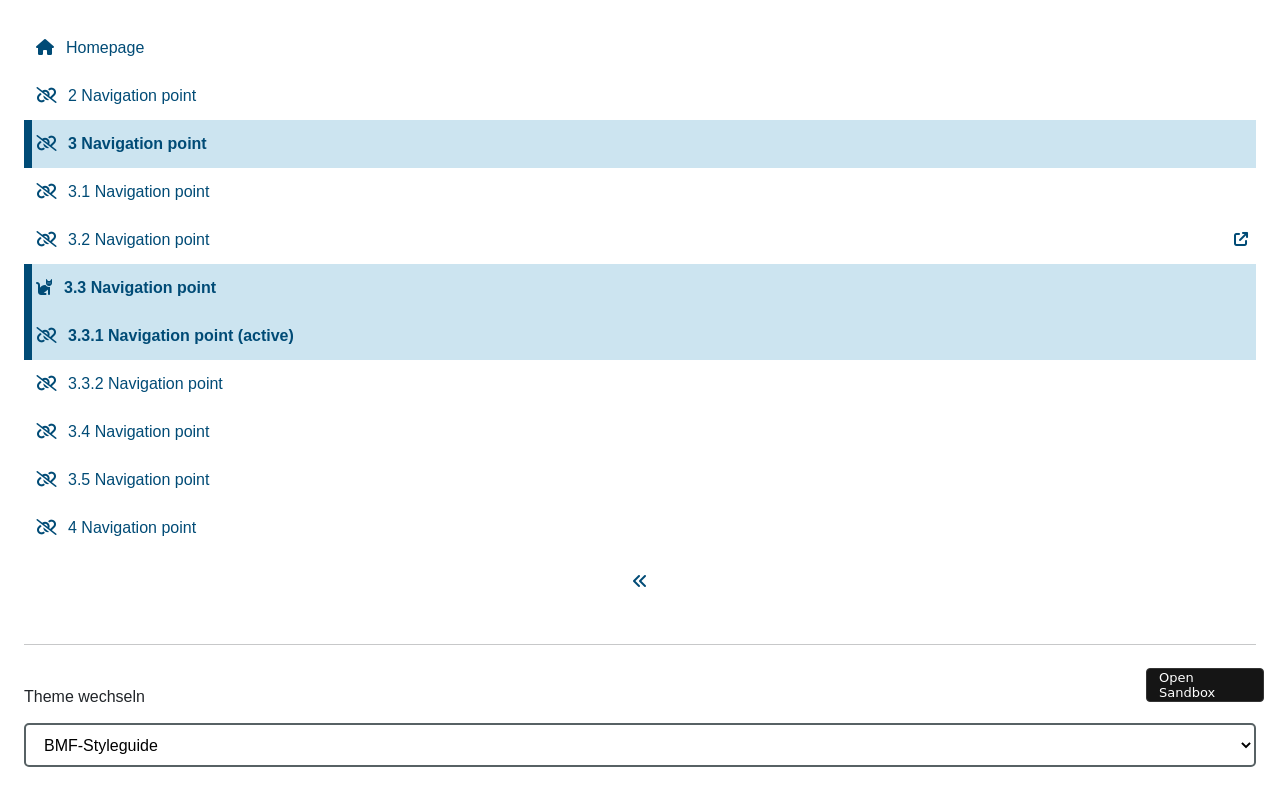 Homepage
2 Navigation point
3 Navigation point
3.1 Navigation point
3.2 Navigation point
3.3 Navigation point
3.3.1 Navigation point (active)
3.3.2 Navigation point
3.4 Navigation point
3.5 Navigation point
4 Navigation point
Open
Sandbox
Theme wechseln
BMF-Styleguide